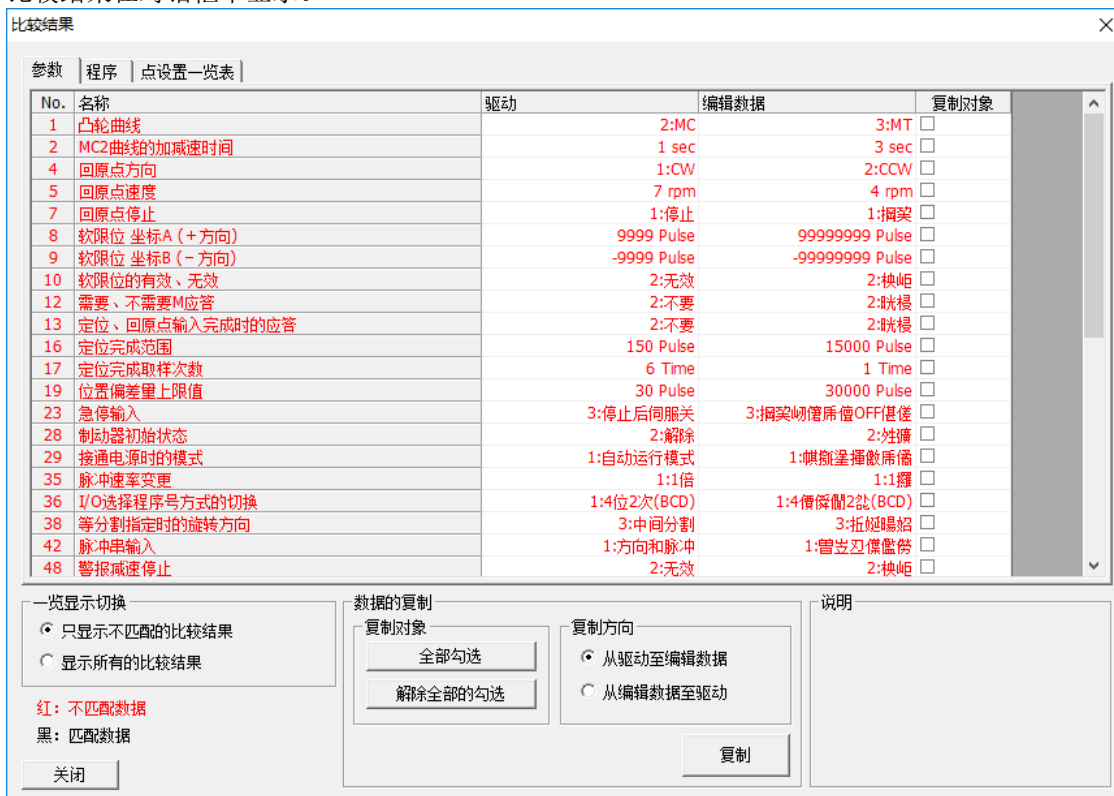 比较结果
参数 程序 点设置一览表
No. 名称 驱动 编辑数据 复制对象
1 凸轮曲线 2:MC 3:MT
2 MC2曲线的加减速时间 1 sec 3 sec
4 回原点方向 1:CW 2:CCW
5 回原点速度 7 rpm 4 rpm
7 回原点停止 1:停止 1:掲巭
8 软限位 坐标A (+方向) 9999 Pulse 99999999 Pulse
9 软限位 坐标B (-方向) -9999 Pulse -99999999 Pulse
10 软限位的有效、无效 2:无效 2:柍岠
12 需要、不需要M应答 2:不要 2:晀梫
13 定位、回原点输入完成时的应答 2:不要 2:晀梫
16 定位完成范围 150 Pulse 15000 Pulse
17 定位完成取样次数 6 Time 1 Time
19 位置偏差量上限值 30 Pulse 30000 Pulse
23 急停输入 3:停止后伺服关
28 制动器初始状态 2:解除
29 接通电源时的模式 1:自动运行模式
35 脉冲速率变更 1:1倍
36 I/O选择程序号方式的切换 1:4位2次(BCD)
38 等分割指定时的旋转方向 3:中间分割
42 脉冲串输入 1:方向和脉冲
48 警报减速停止 2:无效 2:柍岠
一览显示切换
只显示不匹配的比较结果
显示所有的比较结果
红：不匹配数据
黑：匹配数据
关闭
数据的复制
复制对象
全部勾选
解除全部的勾选
复制方向
从驱动至编辑数据
从编辑数据至驱动
复制
说明